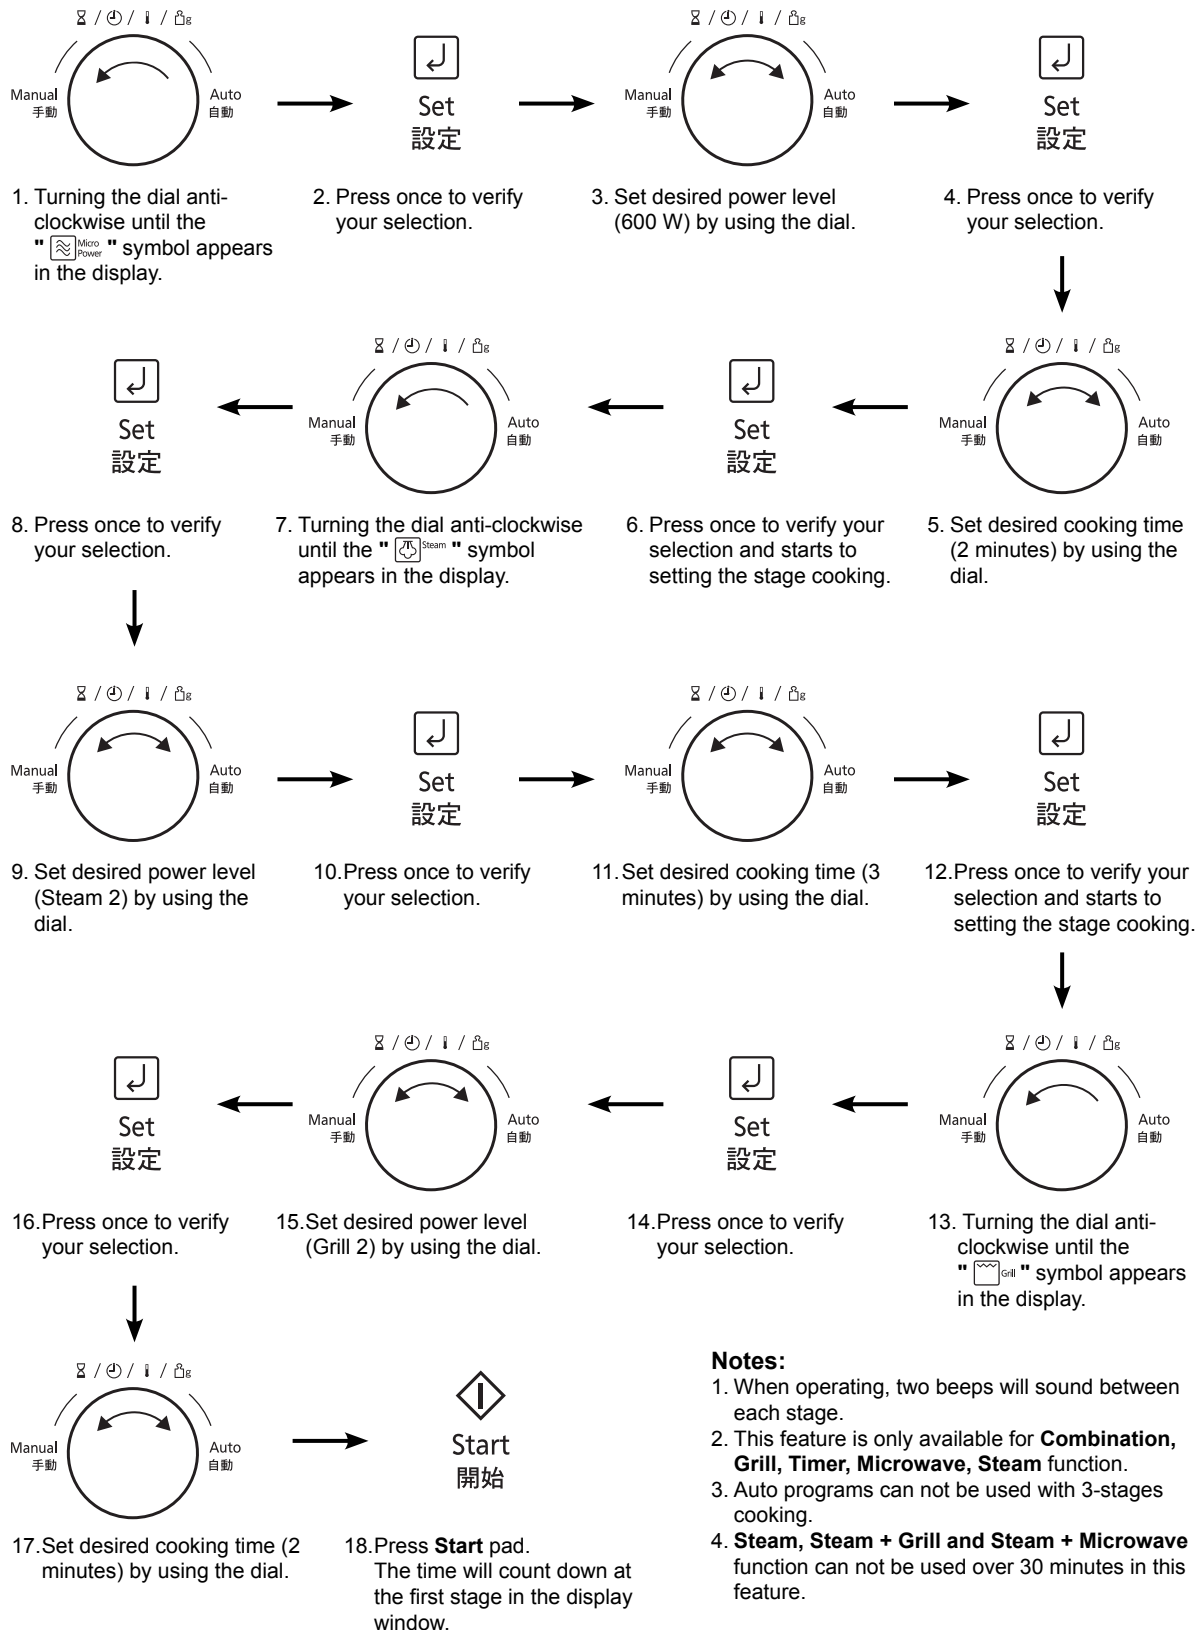 Manual
手動
Auto
自動
Set
設定
Manual
手動
Auto
自動
Set
設定
1. Turning the dial anti-
clockwise until the
" Micro Power " symbol appears
in the display.
2. Press once to verify
your selection.
3. Set desired power level
(600 W) by using the dial.
4. Press once to verify
your selection.
g
g
Manual
手動
Auto
自動
Set
設定
Manual
手動
Auto
自動
Set
設定
5. Set desired cooking time
(2 minutes) by using the
dial.
6. Press once to verify your
selection and starts to
setting the stage cooking.
7. Turning the dial anti-clockwise
until the " Steam " symbol
appears in the display.
8. Press once to verify
your selection.
g
g
Manual
手動
Auto
自動
Set
設定
Manual
手動
Auto
自動
Set
設定
9. Set desired power level
(Steam 2) by using the
dial.
10.Press once to verify
your selection.
11.Set desired cooking time (3
minutes) by using the dial.
12.Press once to verify your
selection and starts to
setting the stage cooking.
g
g
Manual
手動
Auto
自動
Set
設定
Manual
手動
Auto
自動
Set
設定
13. Turning the dial anti-
clockwise until the
" Grill " symbol appears
in the display.
14.Press once to verify
your selection.
15.Set desired power level
(Grill 2) by using the dial.
16.Press once to verify
your selection.
g
g
Manual
手動
Auto
自動
Start
開始
17.Set desired cooking time (2
minutes) by using the dial.
18.Press Start pad.
The time will count down at
the first stage in the display
window.
g
Notes:
1. When operating, two beeps will sound between
each stage.
2. This feature is only available for Combination,
Grill, Timer, Microwave, Steam function.
3. Auto programs can not be used with 3-stages
cooking.
4. Steam, Steam + Grill and Steam + Microwave
function can not be used over 30 minutes in this
feature.